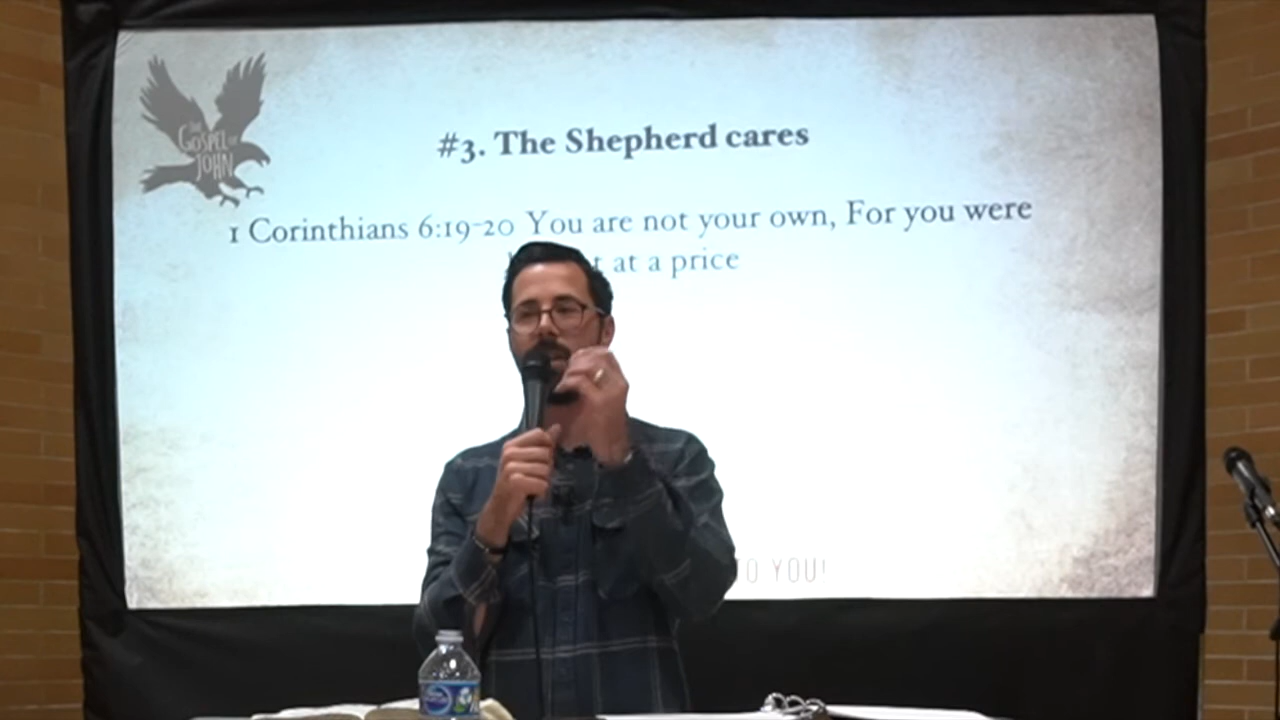 THE
GOSPEL OF
JOHN
#3. The Shepherd cares
1 Corinthians 6:19-20 You are not your own, For you were
at a price
TO YOU!